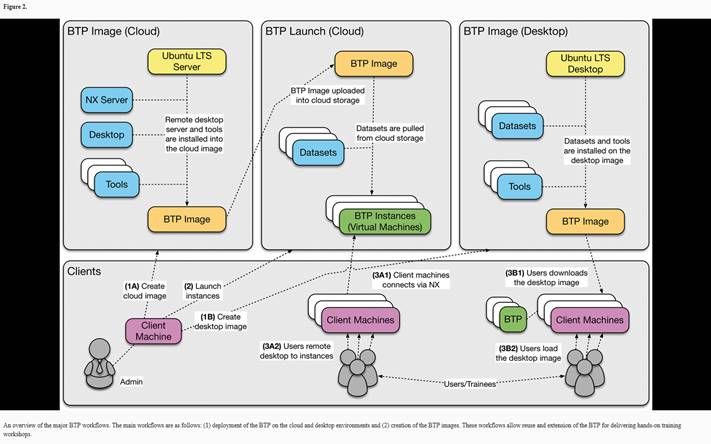 Figure 2.
BTP Image (Cloud)
Ubuntu LTS
Server
NX Server
Desktop
Tools
Remote desktop
server and tools
are installed into
the cloud image
BTP Image
BTP Launch (Cloud)
BTP Image
BTP Image uploaded
into cloud storage
Datasets are pulled
from cloud storage
Datasets
BTP Instances
(Virtual Machines)
BTP Image (Desktop)
Ubuntu LTS
Desktop
Datasets
Datasets and tools
are installed on the
desktop image
Tools
BTP Image
Clients
(1A) Create
cloud image
(2) Launch
instances
(1B) Create
desktop image
Client
Machine
Admin
(3A1) Client machines
connects via NX
Client Machines
(3A2) Users remote
desktop to instances
Users/Trainees
(3B1) Users downloads
the desktop image
BTP
Client Machines
(3B2) Users load
the desktop image
An overview of the major BTP workflows. The main workflows are as follows: (1) deployment of the BTP on the cloud and desktop environments and (2) creation of the BTP images. These workflows allow reuse and extension of the BTP for delivering hands-on training
workshops.